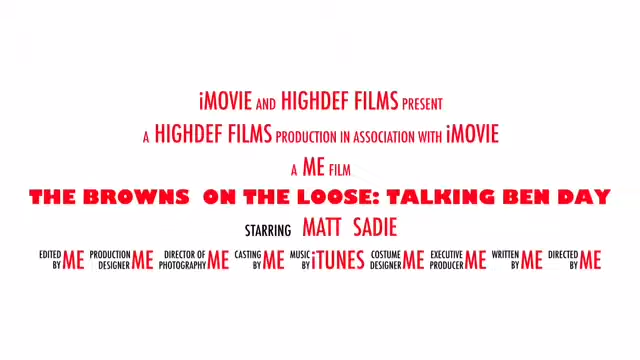 iMOVIE AND HIGHDEF FILMS PRESENT
A HIGHDEF FILMS PRODUCTION IN ASSOCIATION WITH iMOVIE
A ME FILM
THE BROWNS ON THE LOOSE: TALKING BEN DAY
STARRING MATT SADIE
EDITED BY ME PRODUCTION DESIGNER ME DIRECTOR OF PHOTOGRAPHY ME CASTING BY ME MUSIC BY iTUNES COSTUME DESIGNER ME EXECUTIVE PRODUCER ME WRITTEN BY ME DIRECTED BY ME